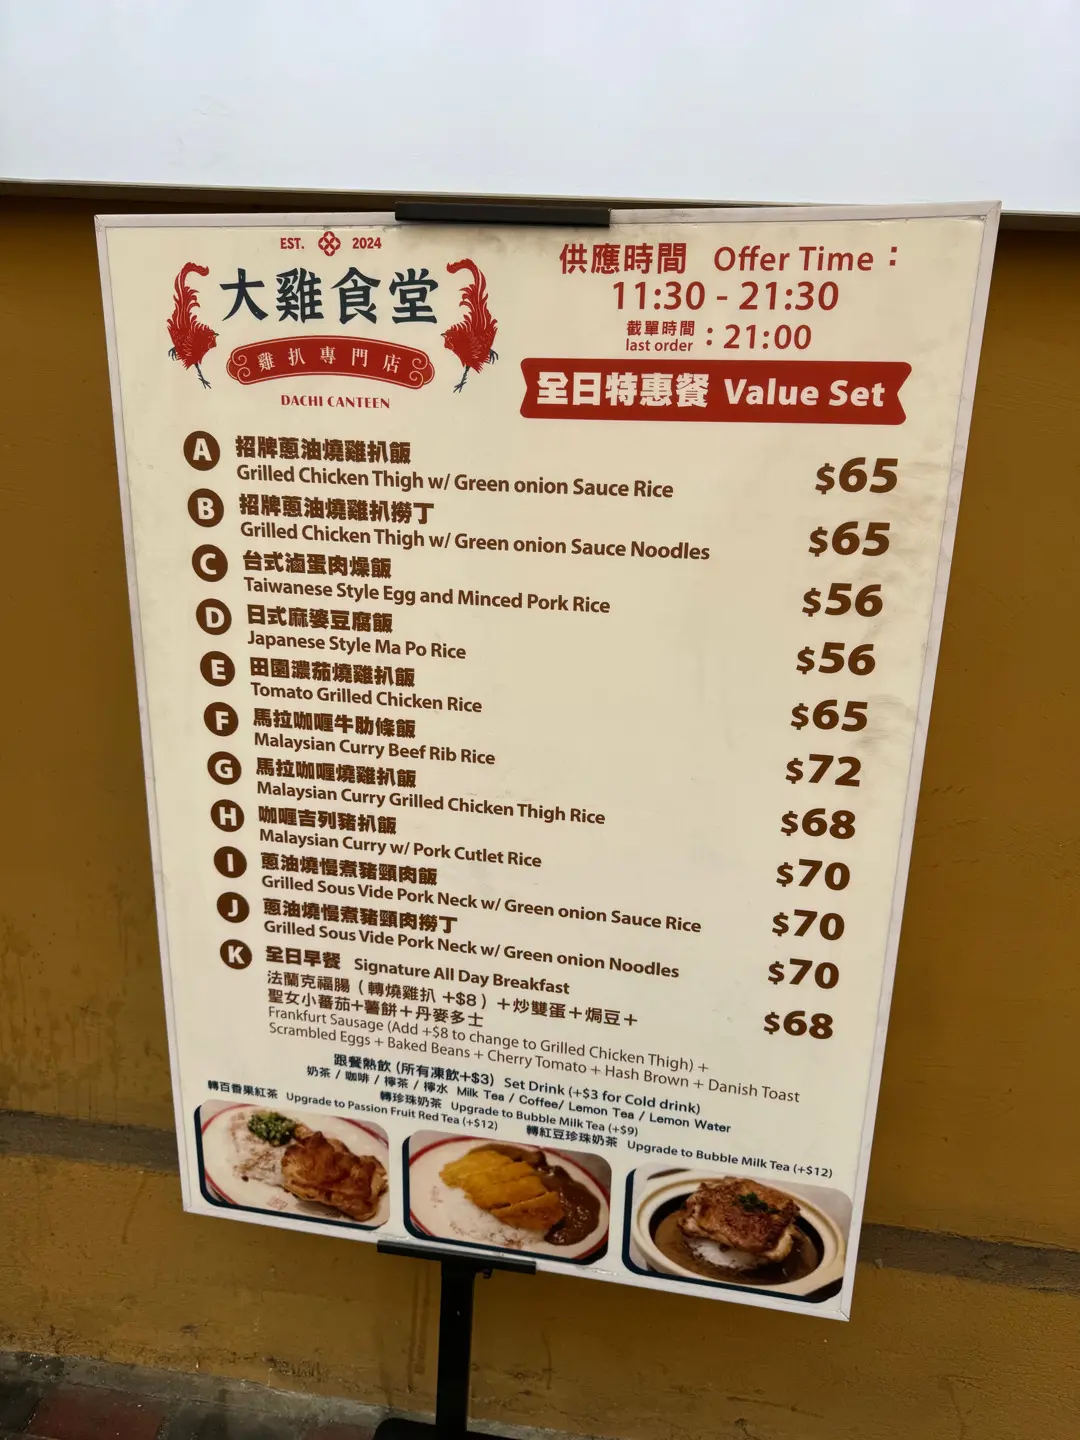 EST. 2024
大雞食堂
雞扒專門店
DACHI CANTEEN
供應時間 Offer Time：
11:30 - 21:30
截單時間
last order ：21:00
全日特惠餐 Value Set
A 招牌蔥油燒雞扒飯
Grilled Chicken Thigh w/ Green onion Sauce Rice $65
B 招牌蔥油燒雞扒撈丁
Grilled Chicken Thigh w/ Green onion Sauce Noodles $65
C 台式滷蛋肉燥飯
Taiwanese Style Egg and Minced Pork Rice $56
D 日式麻婆豆腐飯
Japanese Style Ma Po Rice $56
E 田園濃茄燒雞扒飯
Tomato Grilled Chicken Rice $65
F 馬拉咖喱牛肋條飯
Malaysian Curry Beef Rib Rice $72
G 馬拉咖喱燒雞扒飯
Malaysian Curry Grilled Chicken Thigh Rice $68
H 咖喱吉列豬扒飯
Malaysian Curry w/ Pork Cutlet Rice $70
I 蔥油燒慢煮豬頸肉飯
Grilled Sous Vide Pork Neck w/ Green onion Sauce Rice $70
J 蔥油燒慢煮豬頸肉撈丁
Grilled Sous Vide Pork Neck w/ Green onion Noodles $70
K 全日早餐 Signature All Day Breakfast $68
法蘭克福腸（轉燒雞扒 +$8）＋炒雙蛋＋焗豆＋
聖女小蕃茄+薯餅＋丹麥多士
Frankfurt Sausage (Add +$8 to change to Grilled Chicken Thigh) +
Scrambled Eggs + Baked Beans + Cherry Tomato + Hash Brown + Danish Toast
跟餐熱飲 (所有凍飲+$3) Set Drink (+$3 for Cold drink)
奶茶 / 咖啡 / 檸茶 / 檸水 Milk Tea / Coffee/ Lemon Tea / Lemon Water
轉珍珠奶茶 Upgrade to Bubble Milk Tea (+$9)
轉百香果紅茶 Upgrade to Passion Fruit Red Tea (+$12)
轉紅豆珍珠奶茶 Upgrade to Bubble Milk Tea (+$12)